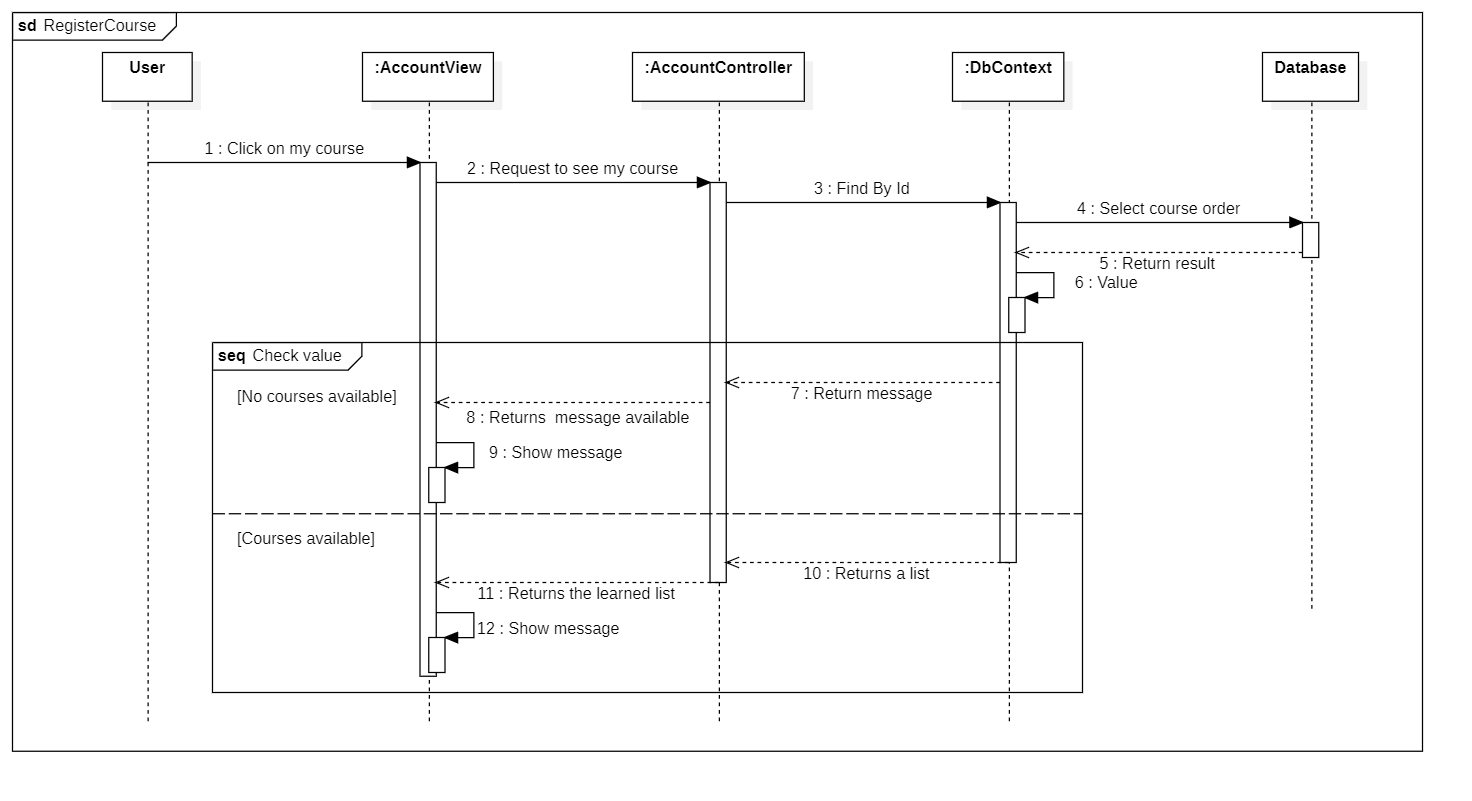 sd RegisterCourse
User
:AccountView
:AccountController
:DbContext
Database
1 : Click on my course
2 : Request to see my course
3 : Find By Id
4 : Select course order
5 : Return result
6 : Value
seq Check value
[No courses available]
7 : Return message
8 : Returns  message available
9 : Show message
[Courses available]
10 : Returns a list
11 : Returns the learned list
12 : Show message